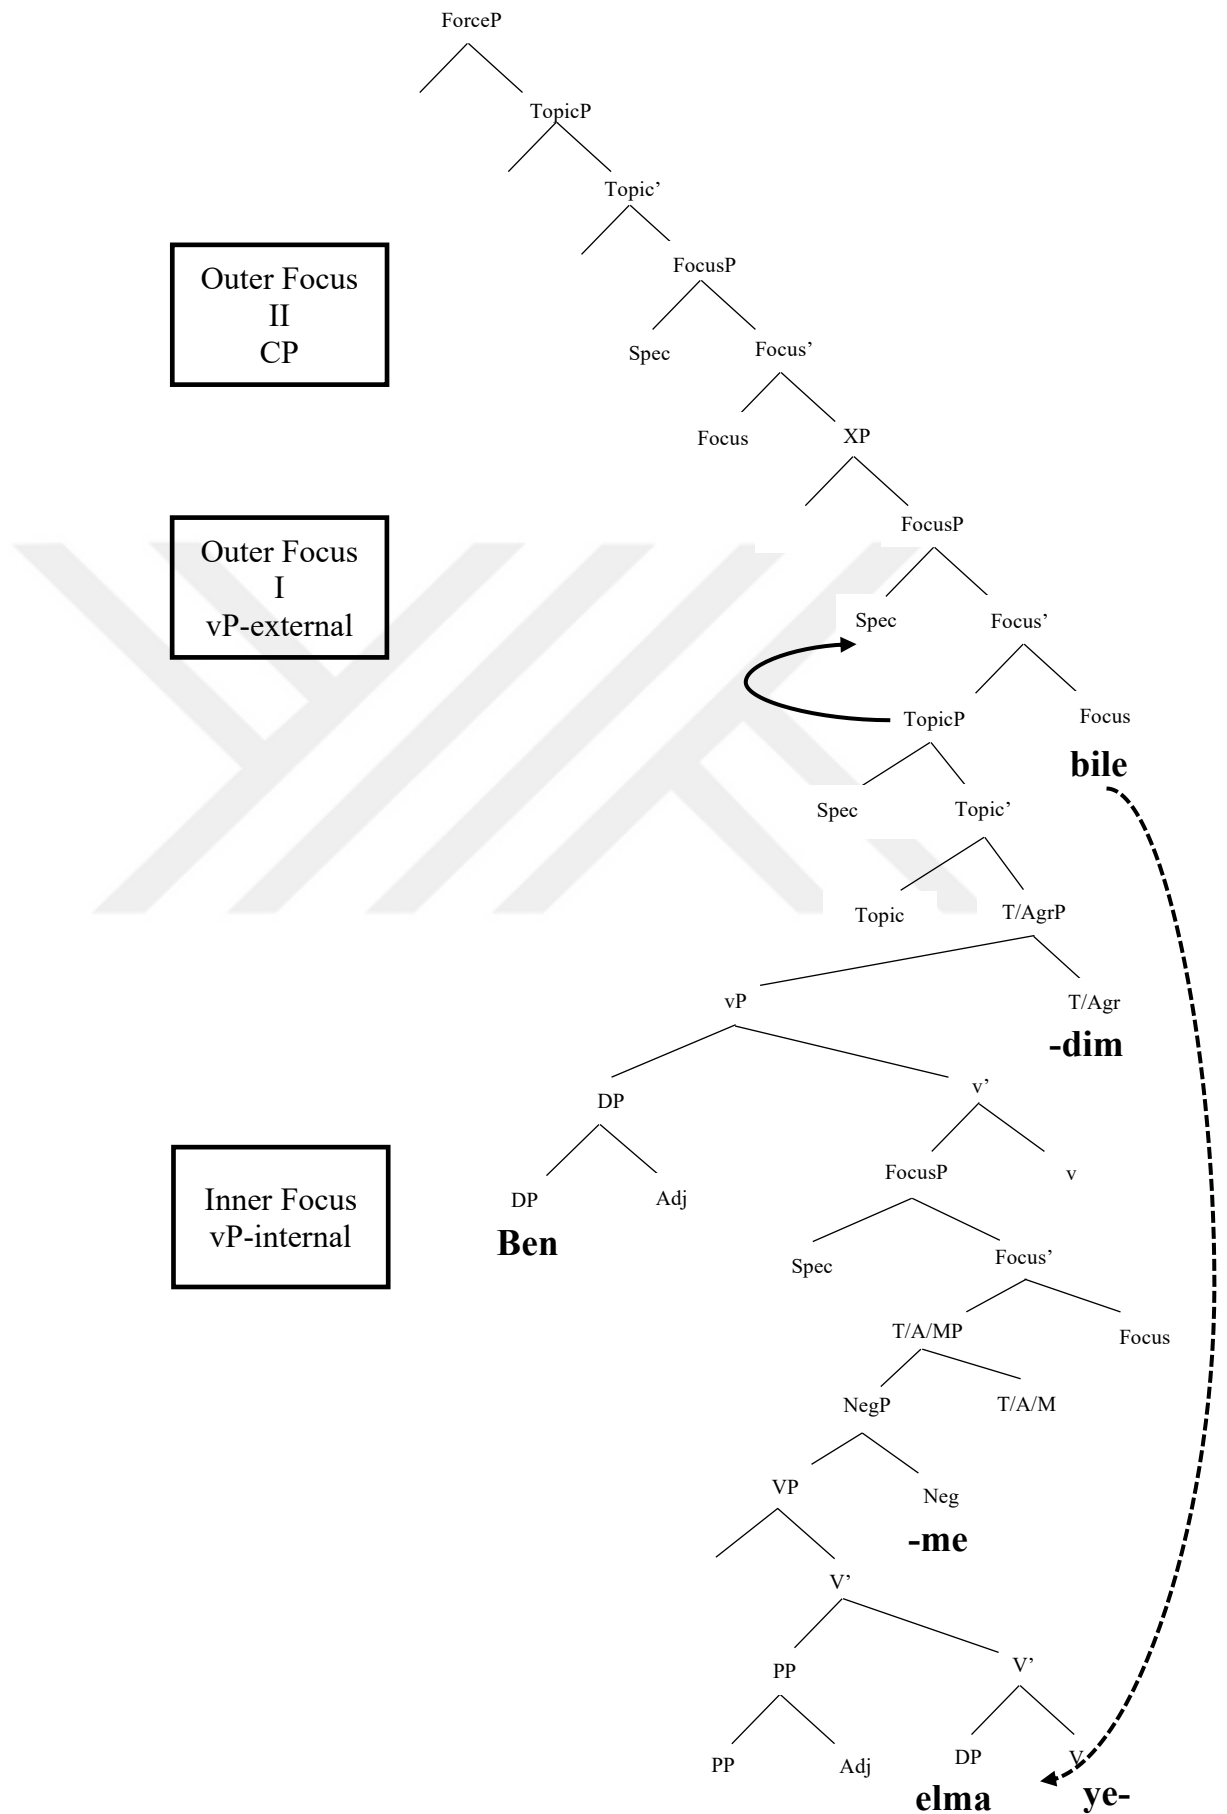 ForceP
TopicP
Topic’
Outer Focus
II
CP
FocusP
Spec
Focus’
Focus
XP
Outer Focus
I
vP-external
FocusP
Spec
Focus’
TopicP
Focus
bile
Spec
Topic’
Topic
T/AgrP
vP
T/Agr
-dim
DP
v’
Inner Focus
vP-internal
DP
Adj
Ben
FocusP
v
Spec
Focus’
T/A/MP
Focus
NegP
T/A/M
VP
Neg
-me
V’
PP
V’
PP
Adj
DP
V
elma
ye-